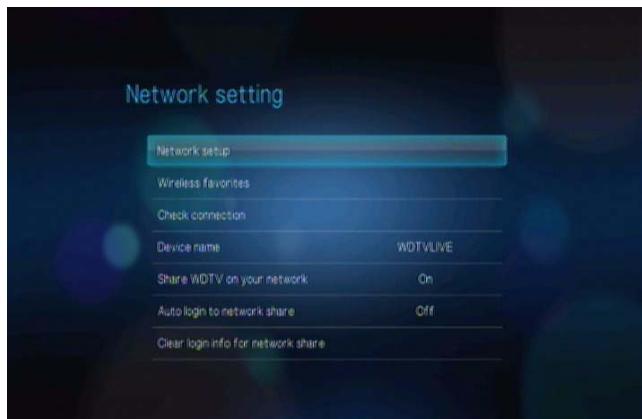 Network setting
Network setup
Wireless favorites
Check connection
Device name WDTVLIVE
Share WDTV on your network On
Auto login to network share Off
Clear login info for network share